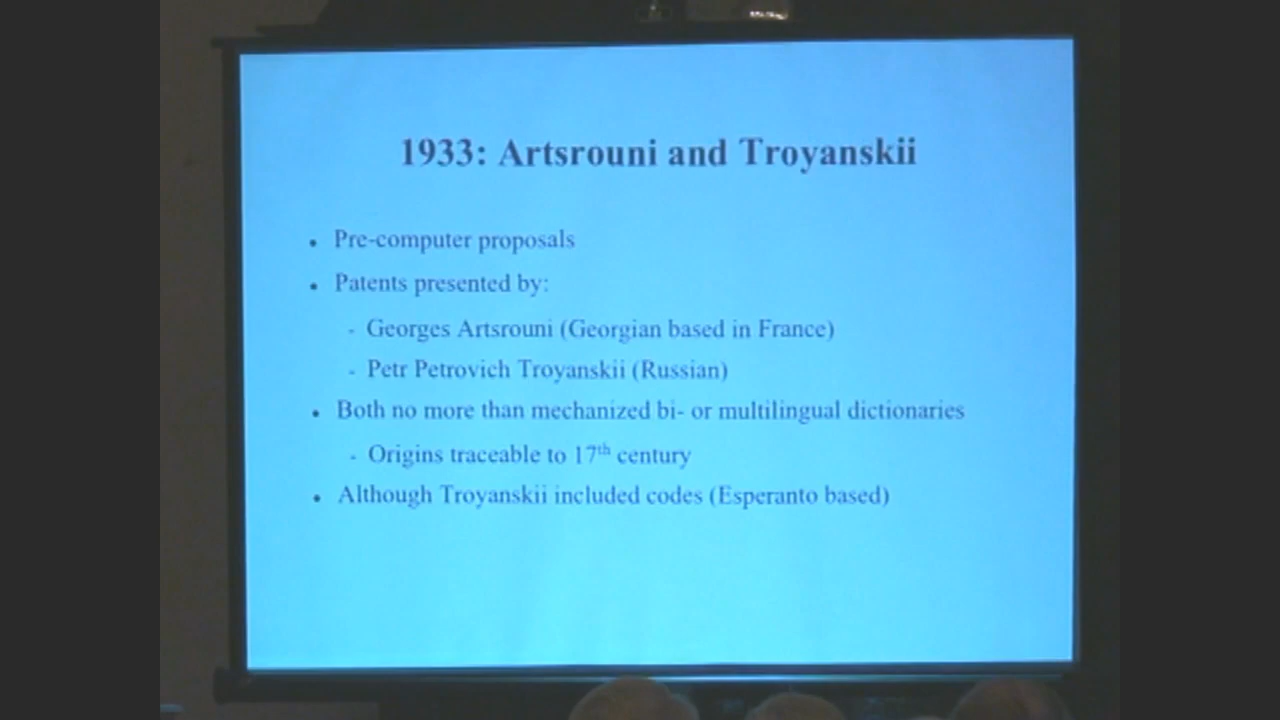 1933: Artsrouni and Troyanskii
• Pre-computer proposals
• Patents presented by:
- Georges Artsrouni (Georgian based in France)
- Petr Petrovich Troyanskii (Russian)
• Both no more than mechanized bi- or multilingual dictionaries
- Origins traceable to 17th century
• Although Troyanskii included codes (Esperanto based)